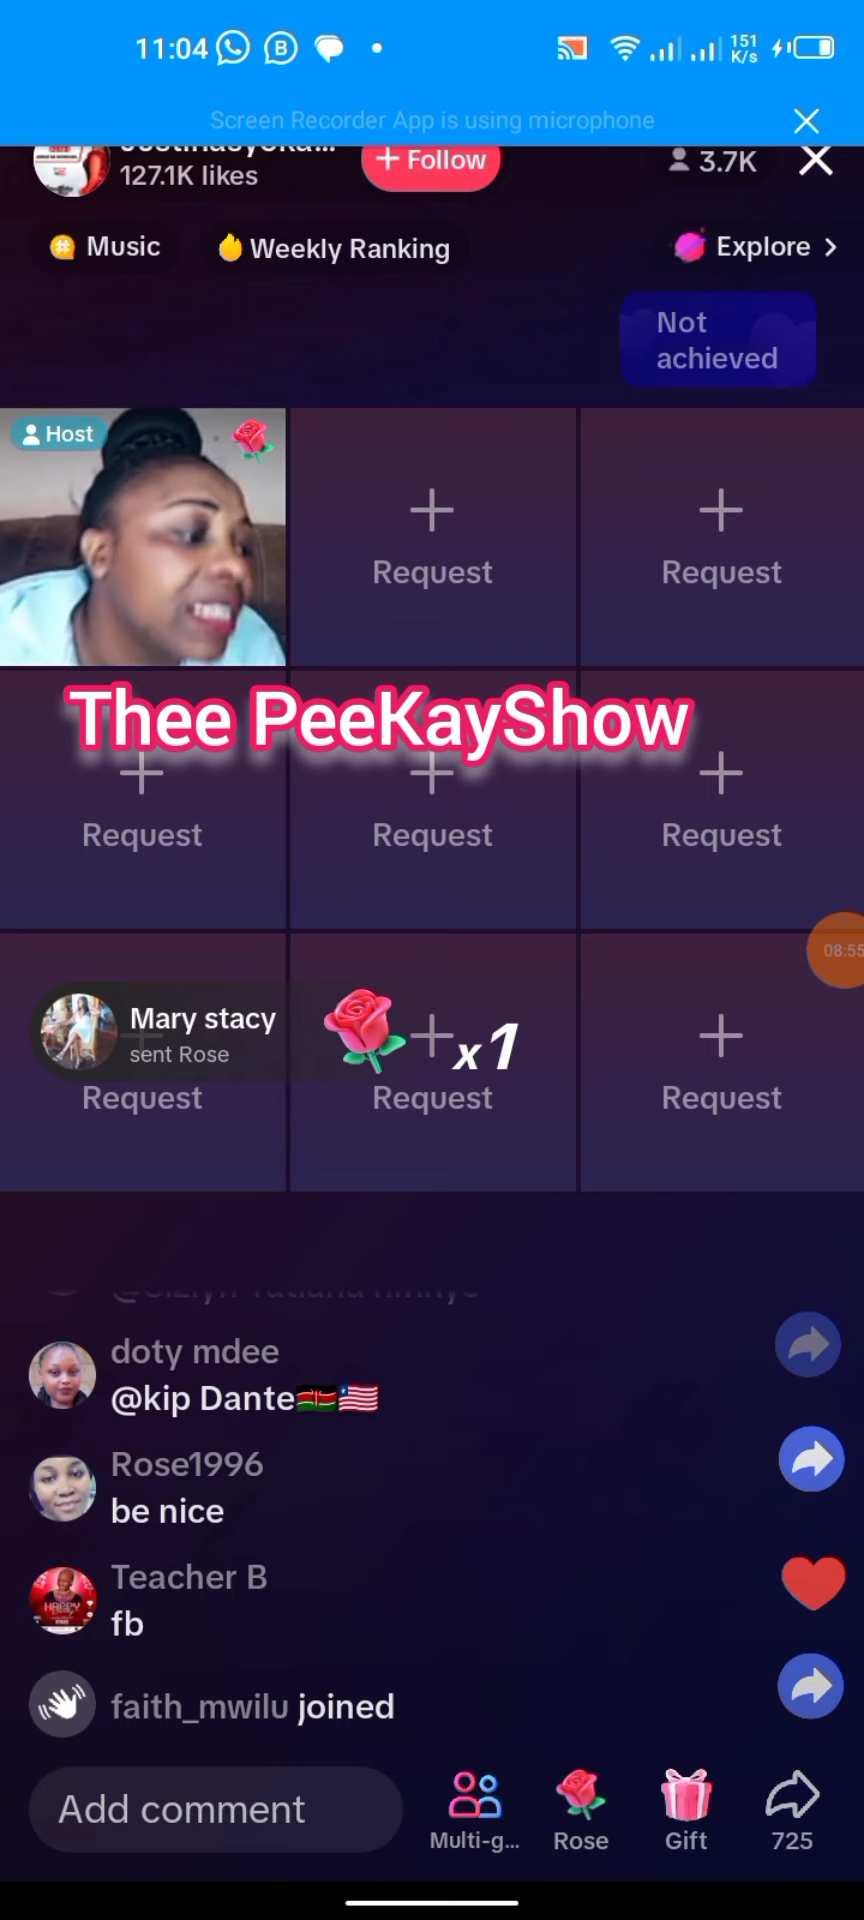 11:04
151
K/s
Screen Recorder App is using microphone
127.1K likes
+ Follow
3.7K
Music
Weekly Ranking
Explore
Not
achieved
Host
Request
Request
Thee PeeKayShow
Request
Request
Request
08:55
Mary stacy
sent Rose
x1
Request
Request
Request
doty mdee
@kip Dante🇰🇪🇱🇷
Rose1996
be nice
Teacher B
fb
faith_mwilu joined
Add comment
Multi-g...
Rose
Gift
725